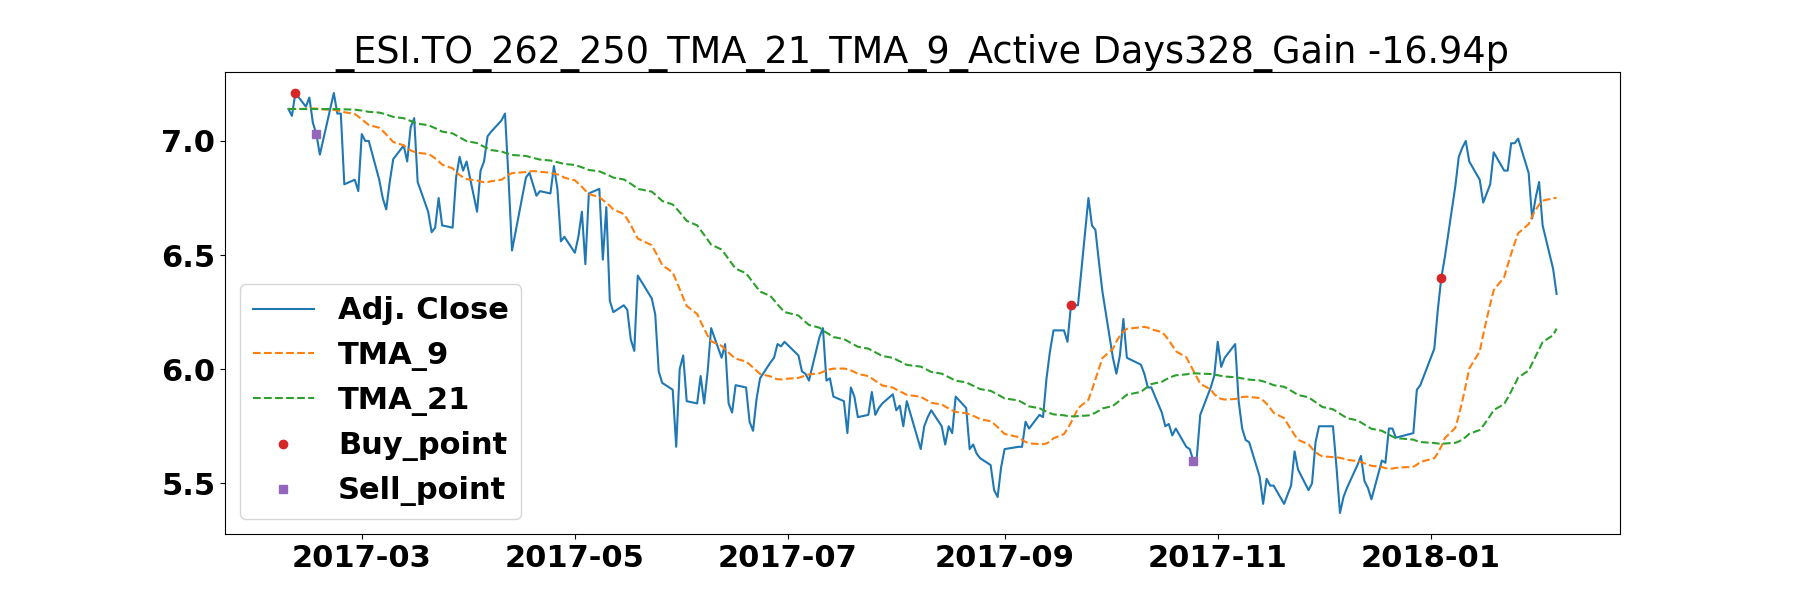 _ESI.TO_262_250_TMA_21_TMA_9_Active Days328_Gain -16.94p
7.0
6.5
6.0
5.5
Adj. Close
TMA_9
TMA_21
Buy_point
Sell_point
2017-03 2017-05 2017-07 2017-09 2017-11 2018-01